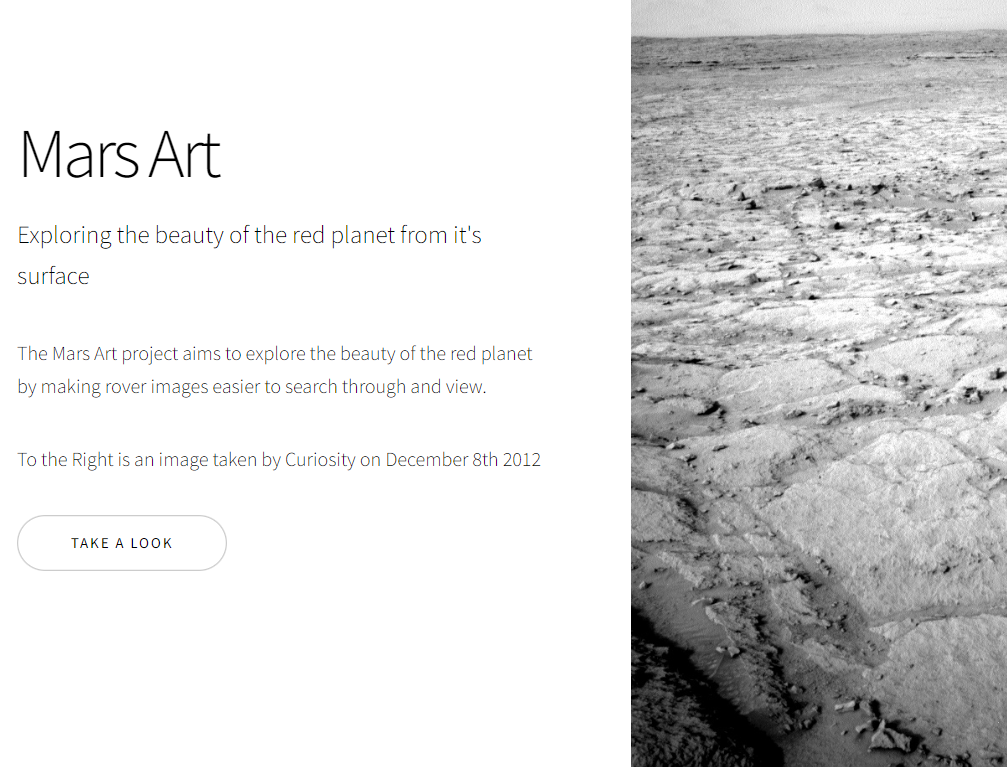 Mars Art
Exploring the beauty of the red planet from it's
surface
The Mars Art project aims to explore the beauty of the red planet
by making rover images easier to search through and view.
To the Right is an image taken by Curiosity on December 8th 2012
TAKE A LOOK